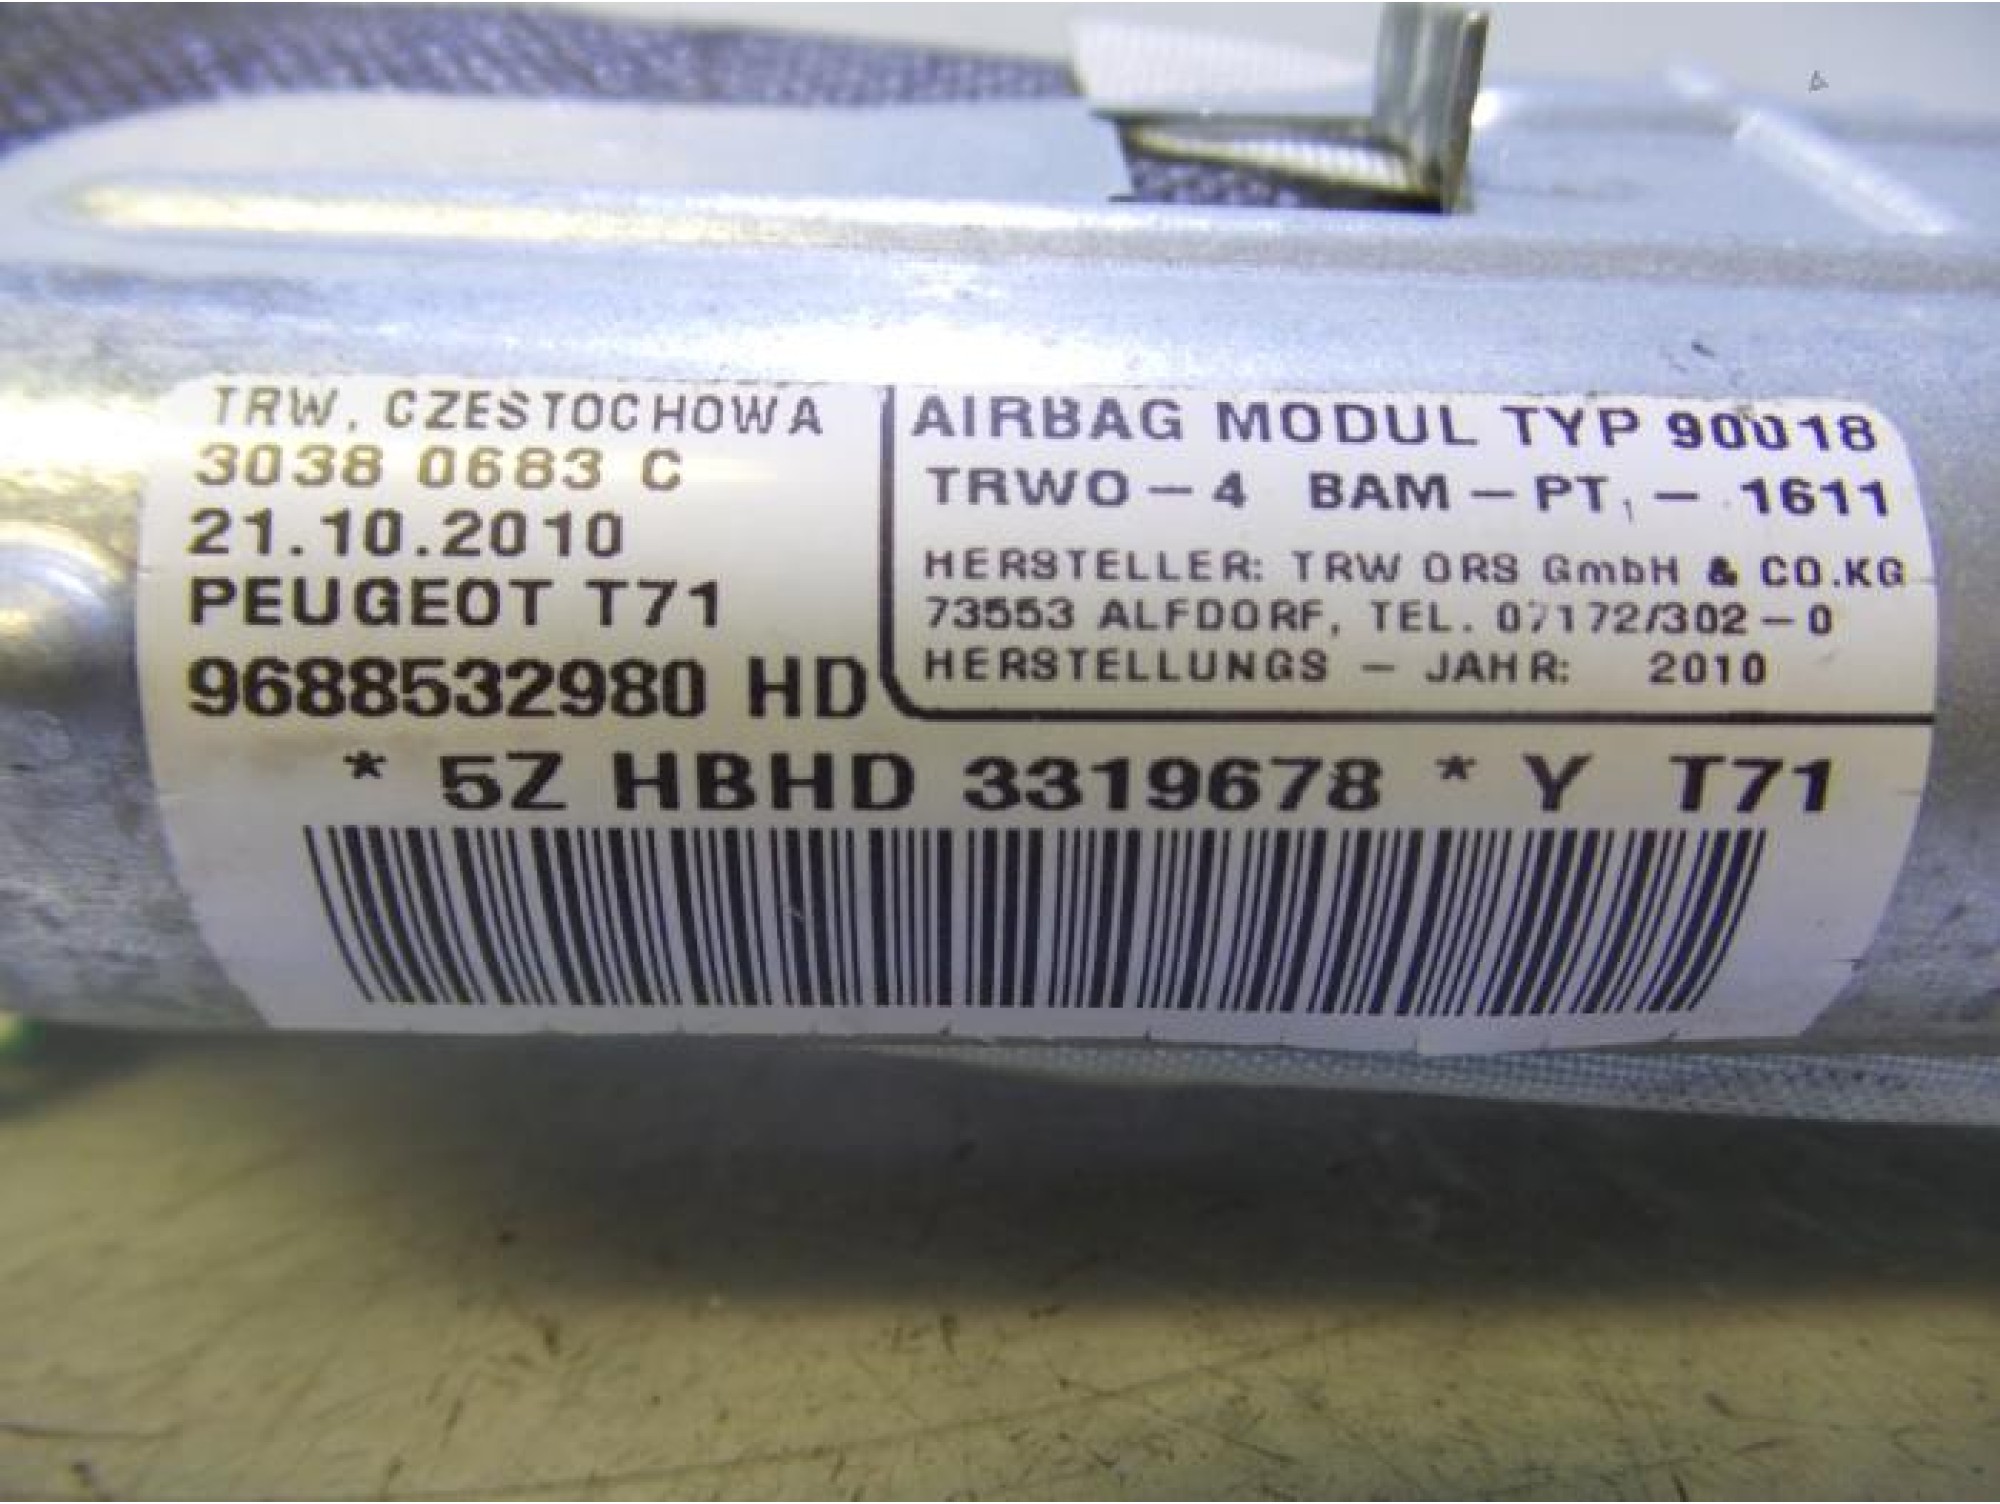 TRW, CZESTOCHOWA
3038 0683 C
21.10.2010
PEUGEOT T71
9688532980 HD
AIRBAG MODUL TYP 90018
TRWO - 4 BAM - PT, - 1611
HERSTELLER: TRW ORS GmbH & CO.KG
73553 ALFDORF, TEL. 07172/302 - 0
HERSTELLUNGS - JAHR: 2010
* 5Z HBHD 3319678 * Y T71